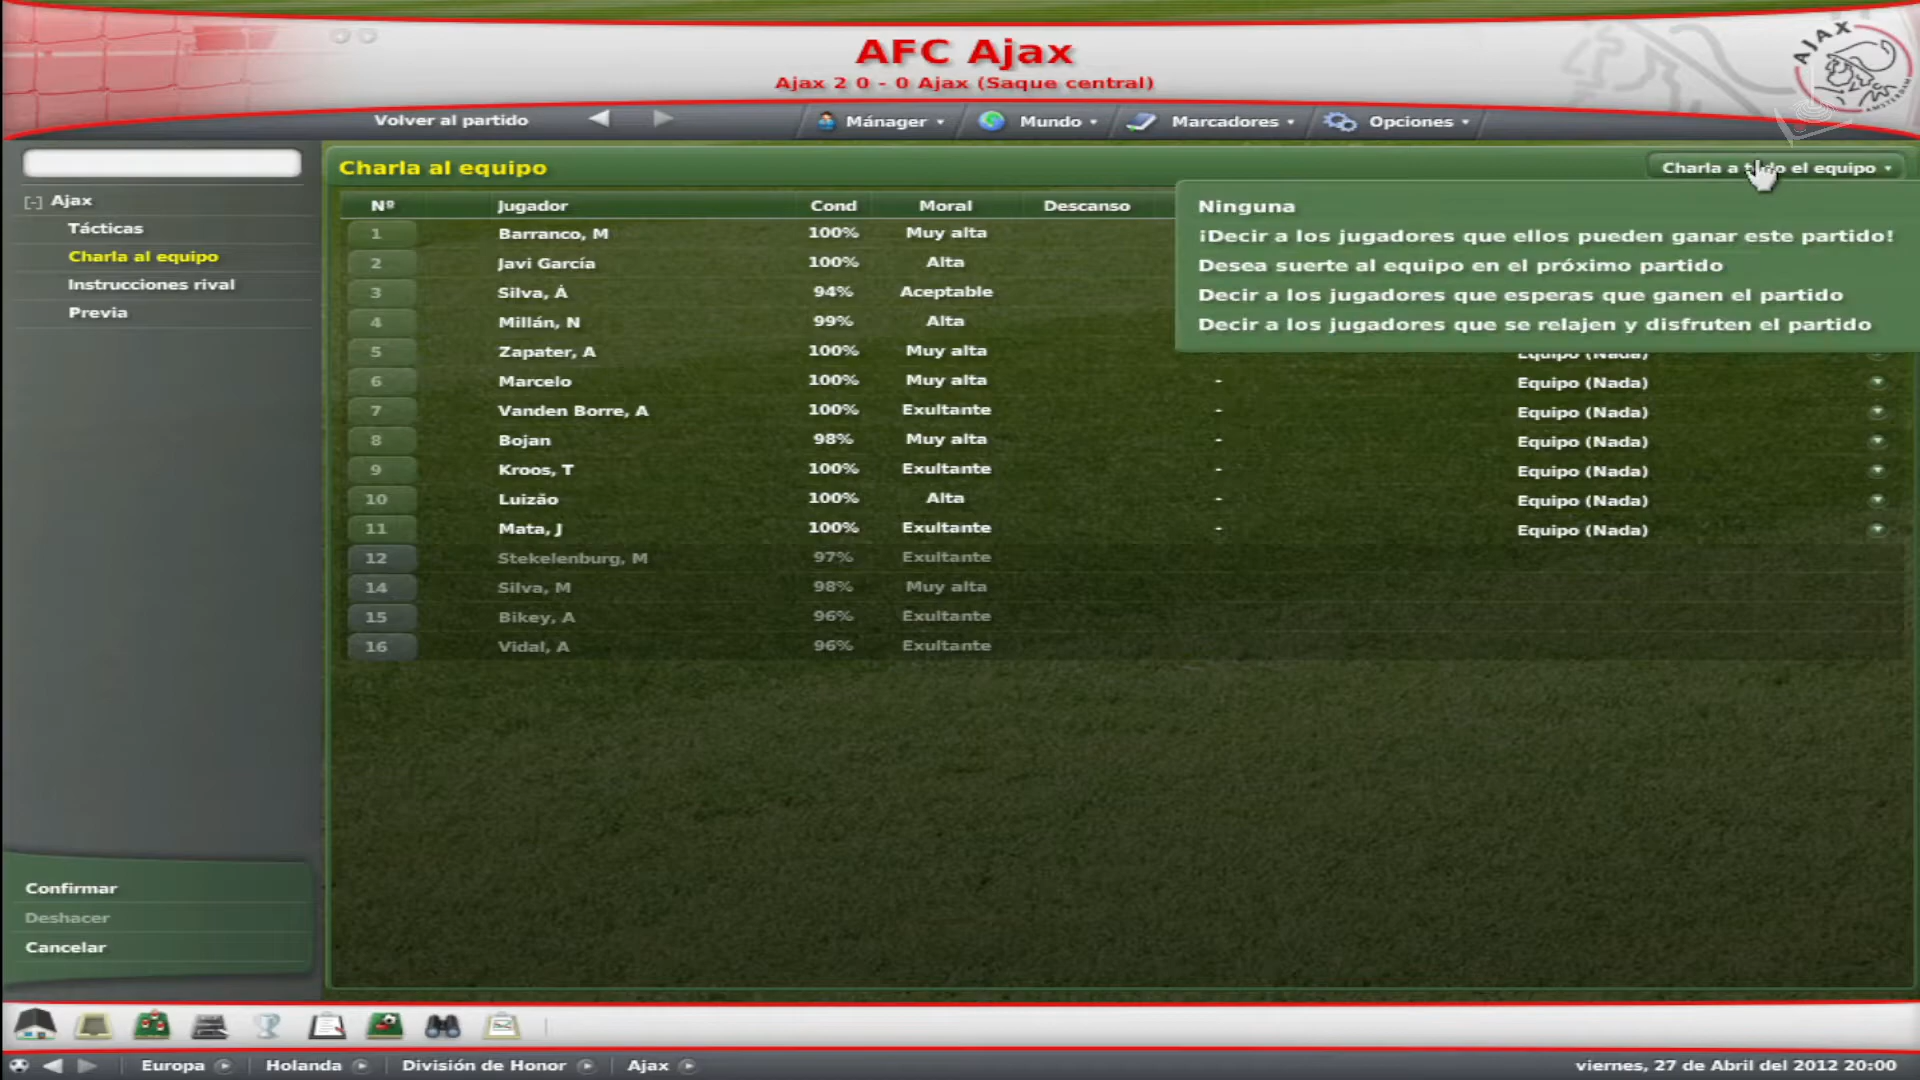 AFC Ajax
Ajax 2 0 - 0 Ajax (Saque central)
AJAX
AMSTERDAM
Volver al partido
Mánager
Mundo
Marcadores
Opciones
Charla al equipo
Charla a el equipo
[-] Ajax
Tácticas
Charla al equipo
Instrucciones rival
Previa
Nº Jugador Cond Moral Descanso
1 Barranco, M 100% Muy alta
2 Javi García 100% Alta
3 Silva, Á 94% Aceptable
4 Millán, N 99% Alta
5 Zapater, A 100% Muy alta Equipo (Nada)
6 Marcelo 100% Muy alta - Equipo (Nada)
7 Vanden Borre, A 100% Exultante - Equipo (Nada)
8 Bojan 98% Muy alta - Equipo (Nada)
9 Kroos, T 100% Exultante - Equipo (Nada)
10 Luizão 100% Alta - Equipo (Nada)
11 Mata, J 100% Exultante - Equipo (Nada)
12 Stekelenburg, M 97% Exultante
14 Silva, M 98% Muy alta
15 Bikey, A 96% Exultante
16 Vidal, A 96% Exultante
Ninguna
¡Decir a los jugadores que ellos pueden ganar este partido!
Desea suerte al equipo en el próximo partido
Decir a los jugadores que esperas que ganen el partido
Decir a los jugadores que se relajen y disfruten el partido
Confirmar
Deshacer
Cancelar
Europa
Holanda
División de Honor
Ajax
viernes, 27 de Abril del 2012 20:00